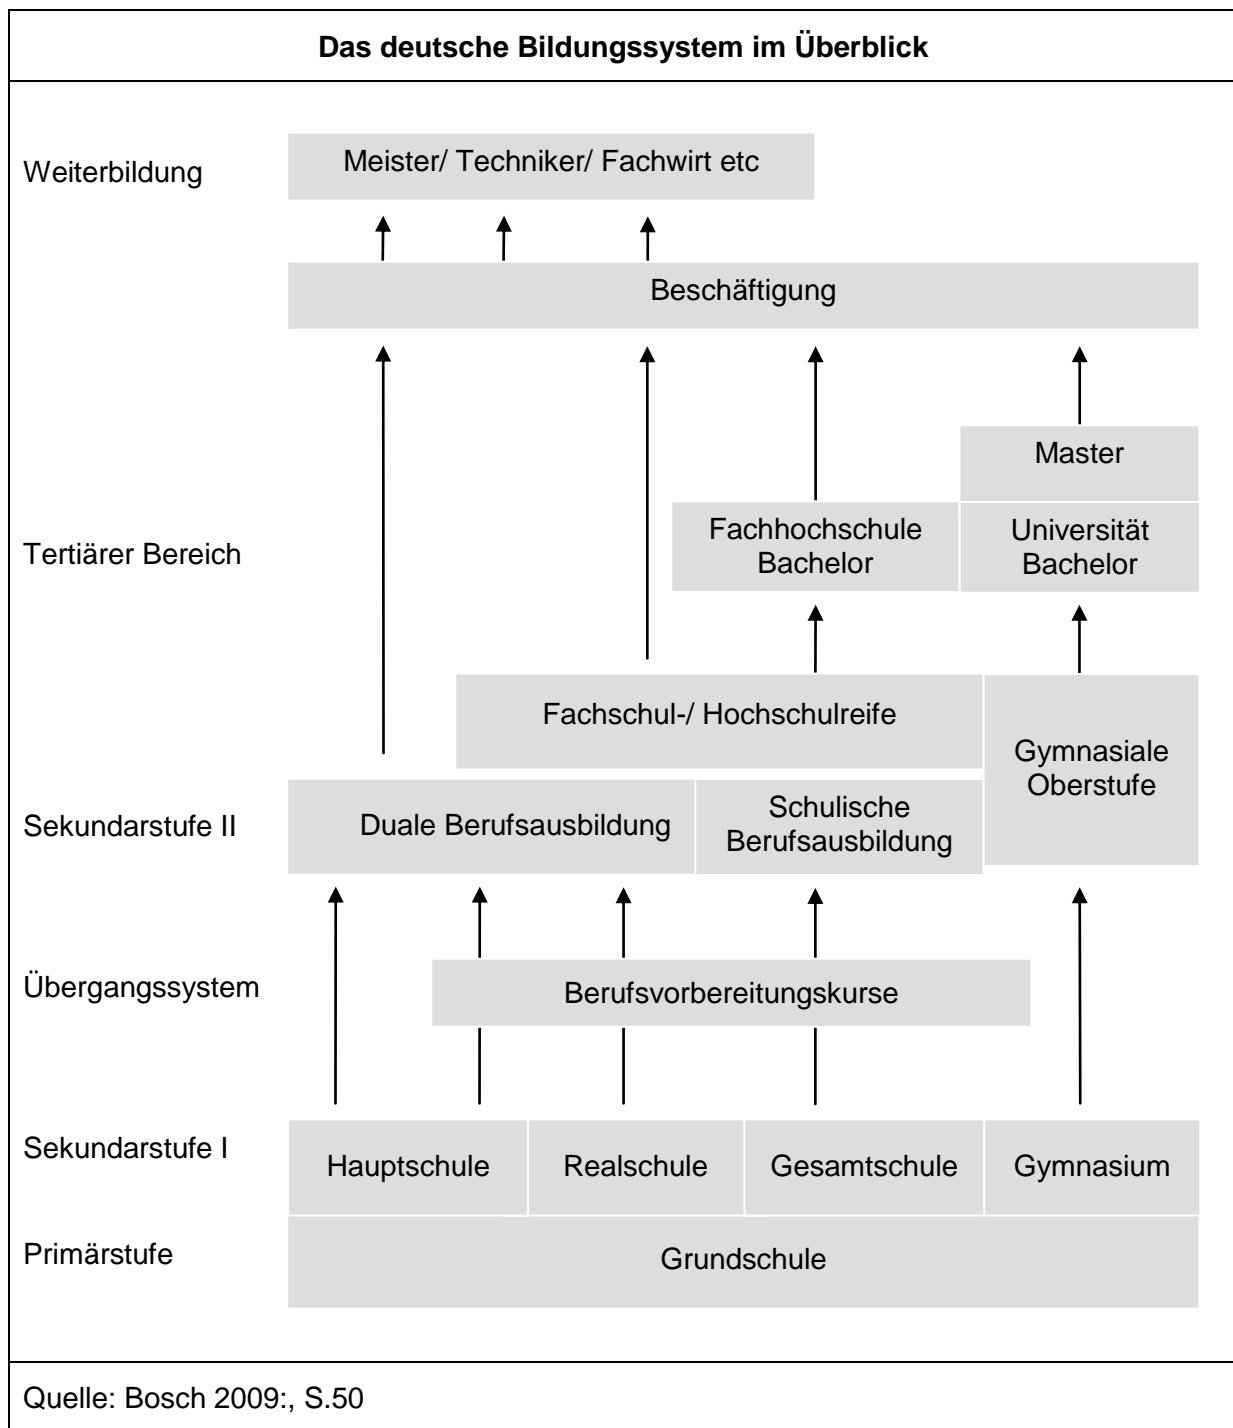 Das deutsche Bildungssystem im Überblick
Weiterbildung
Meister/ Techniker/ Fachwirt etc
Beschäftigung
Master
Tertiärer Bereich
Fachhochschule
Bachelor
Universität
Bachelor
Fachschul-/ Hochschulreife
Gymnasiale
Oberstufe
Sekundarstufe II
Duale Berufsausbildung
Schulische
Berufsausbildung
Übergangssystem
Berufsvorbereitungskurse
Sekundarstufe I
Hauptschule
Realschule
Gesamtschule
Gymnasium
Primärstufe
Grundschule
Quelle: Bosch 2009:, S.50